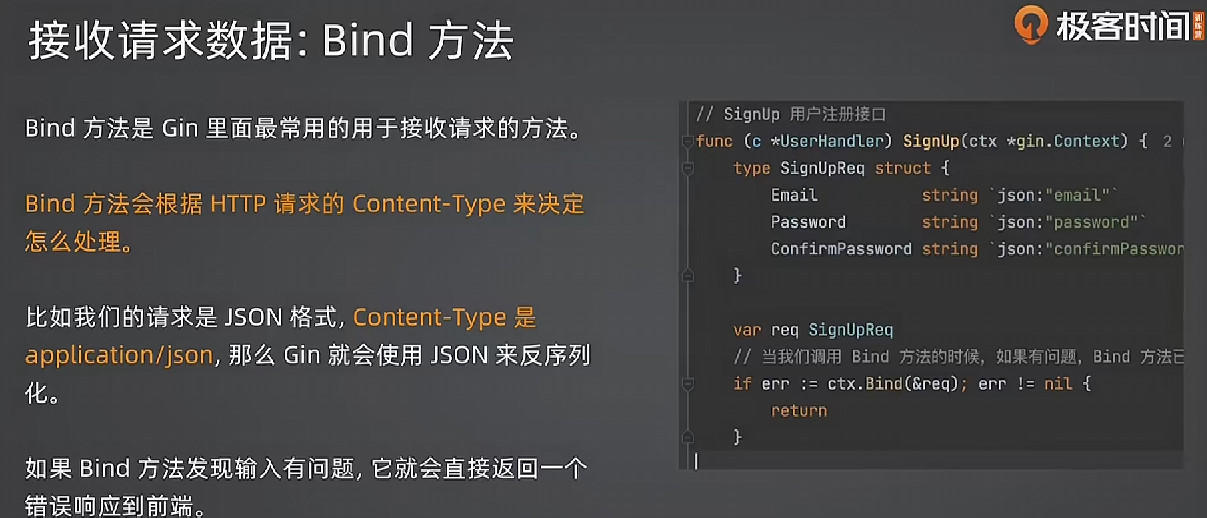 接收请求数据: Bind 方法
极客时间
训练营
Bind 方法是 Gin 里面最常用的用于接收请求的方法。
Bind 方法会根据 HTTP 请求的 Content-Type 来决定
怎么处理。
比如我们的请求是 JSON 格式, Content-Type 是
application/json, 那么 Gin 就会使用 JSON 来反序列
化。
如果 Bind 方法发现输入有问题, 它就会直接返回一个
错误响应到前端。
// SignUp 用户注册接口
func (c *UserHandler) SignUp(ctx *gin.Context) { 2
type SignUpReq struct {
Email string `json:"email"`
Password string `json:"password"`
ConfirmPassword string `json:"confirmPasswor
}
var req SignUpReq
// 当我们调用 Bind 方法的时候, 如果有问题, Bind 方法已
if err := ctx.Bind(&req); err != nil {
return
}